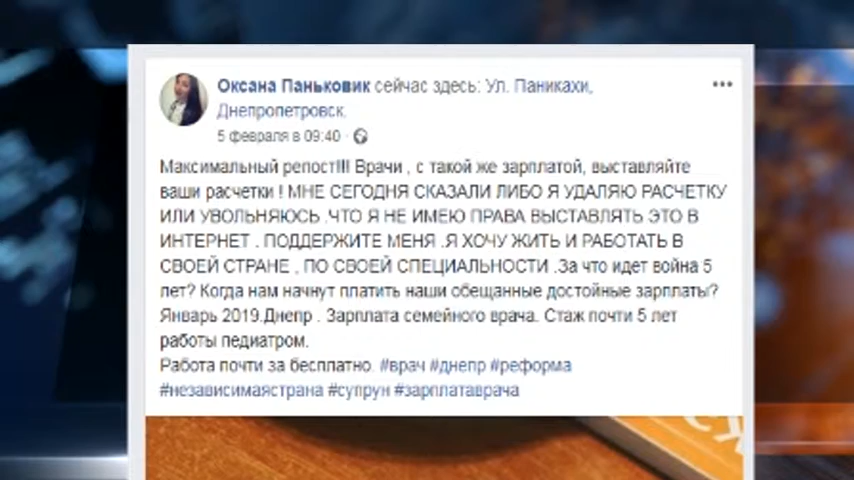 Оксана Паньковик сейчас здесь: Ул. Паникахи,
Днепропетровск.
5 февраля в 09:40 ·
Максимальный репост!!! Врачи , с такой же зарплатой, выставляйте
ваши расчетки ! МНЕ СЕГОДНЯ СКАЗАЛИ ЛИБО Я УДАЛЯЮ РАСЧЕТКУ
ИЛИ УВОЛЬНЯЮСЬ .ЧТО Я НЕ ИМЕЮ ПРАВА ВЫСТАВЛЯТЬ ЭТО В
ИНТЕРНЕТ . ПОДДЕРЖИТЕ МЕНЯ .Я ХОЧУ ЖИТЬ И РАБОТАТЬ В
СВОЕЙ СТРАНЕ , ПО СВОЕЙ СПЕЦИАЛЬНОСТИ .За что идет война 5
лет? Когда нам начнут платить наши обещанные достойные зарплаты?
Январь 2019.Днепр . Зарплата семейного врача. Стаж почти 5 лет
работы педиатром.
Работа почти за бесплатно. #врач #днепр #реформа
#независимаястрана #супрун #зарплатаврача